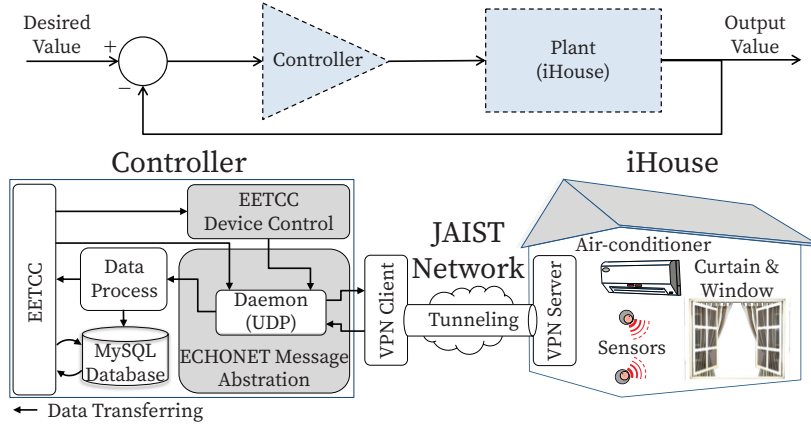 Desired
Value
+
−
Controller
Plant
(iHouse)
Output
Value
Controller
EETCC
EETCC
Device Control
Data
Process
MySQL
Database
Daemon
(UDP)
ECHONET Message
Abstration
Data Transferring
JAIST
Network
VPN Client
Tunneling
VPN Server
iHouse
Air-conditioner
Curtain &
Window
Sensors